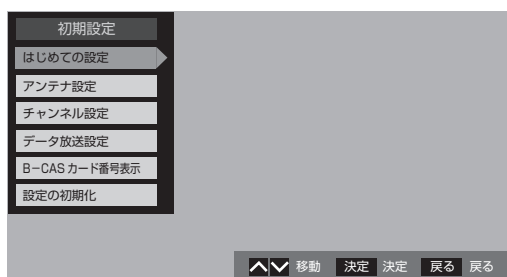 初期設定
はじめての設定
アンテナ設定
チャンネル設定
データ放送設定
B-CASカード番号表示
設定の初期化
移動 決定 決定 戻る 戻る